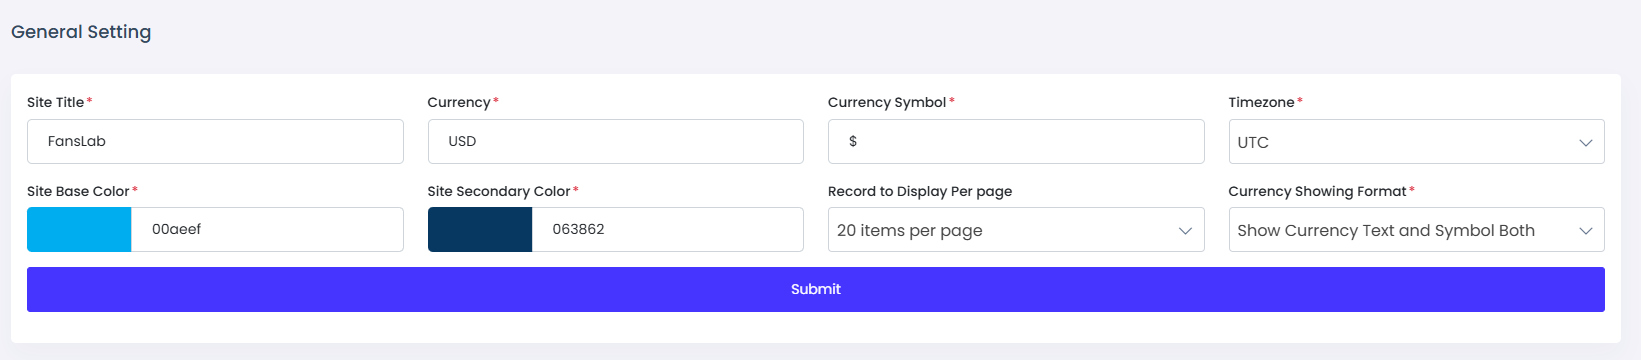 General Setting
Site Title* Currency* Currency Symbol* Timezone*
FansLab USD $ UTC
Site Base Color* Site Secondary Color* Record to Display Per page Currency Showing Format*
00aeef 063862 20 items per page Show Currency Text and Symbol Both
Submit